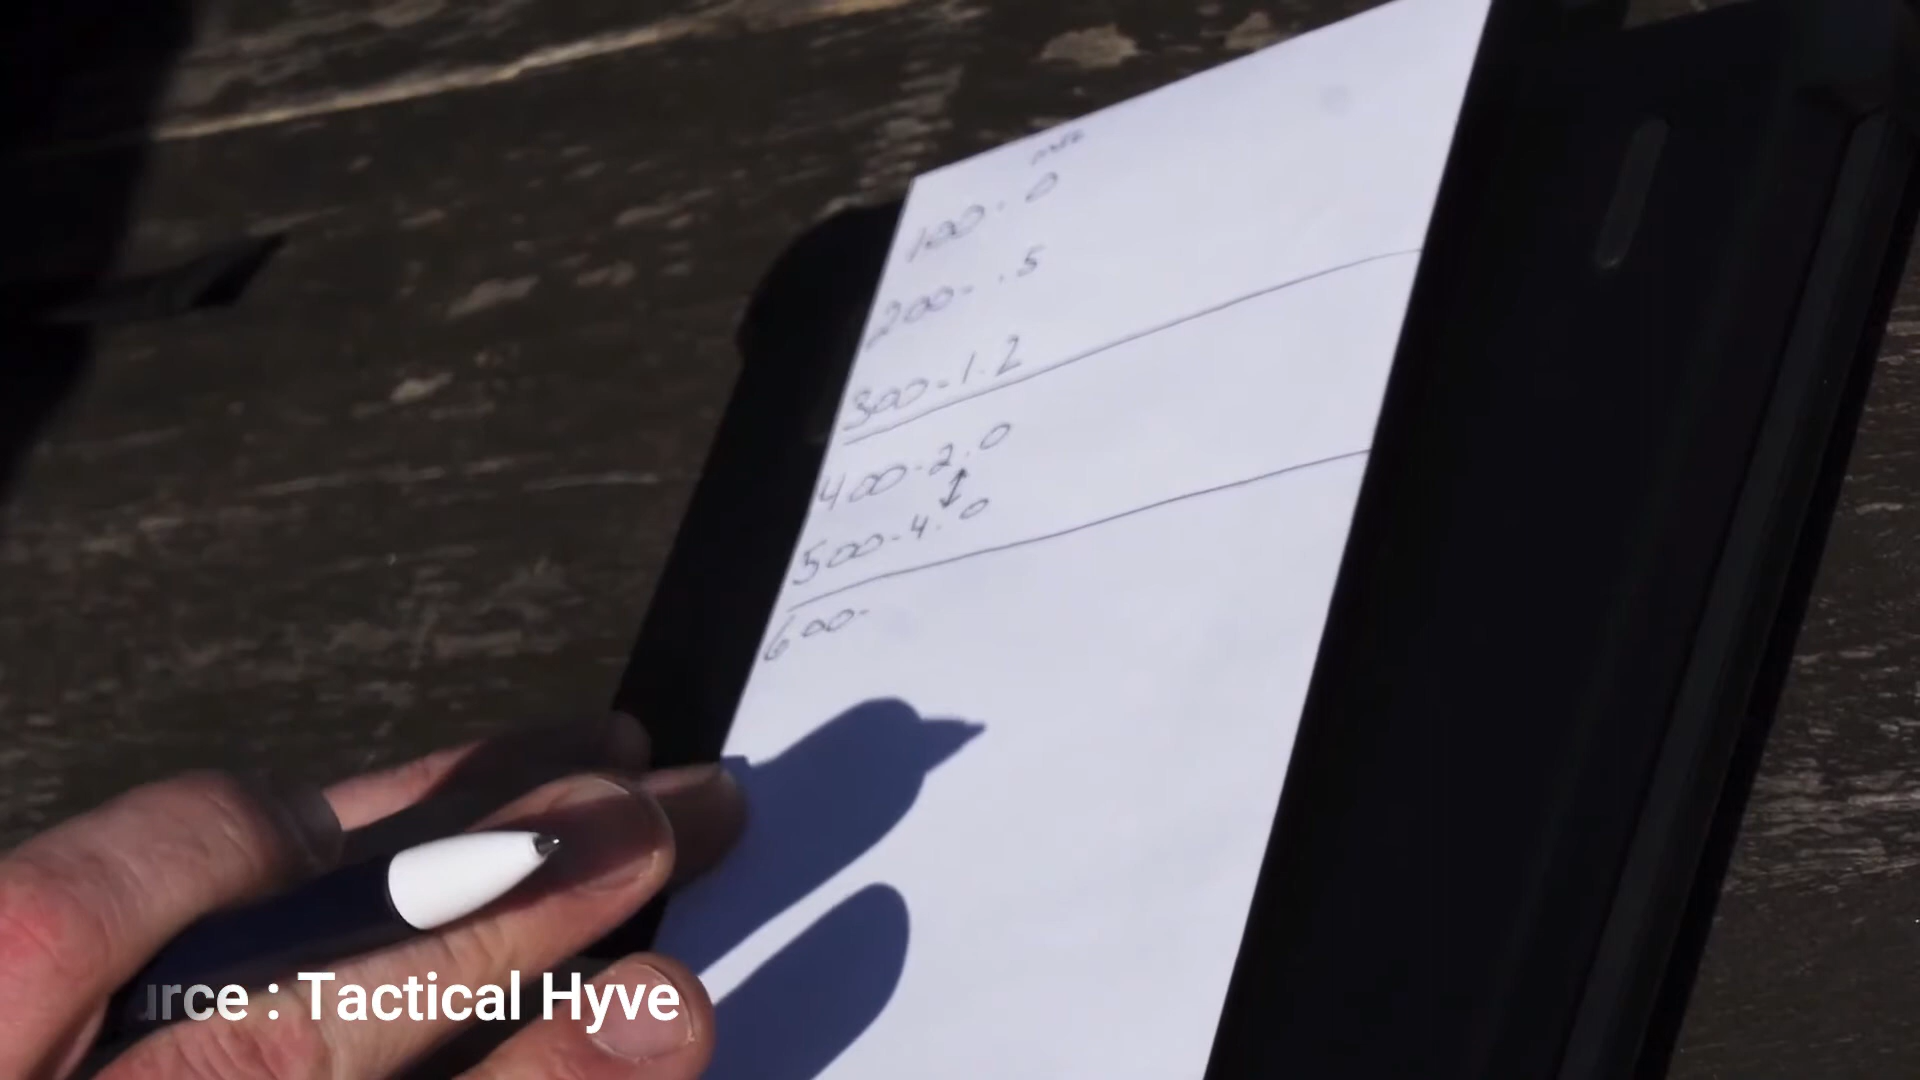 100 - 0
200 - .5
300 - 1.2
400 - 2.0
500 - 4.0
600 -
urce : Tactical Hyve